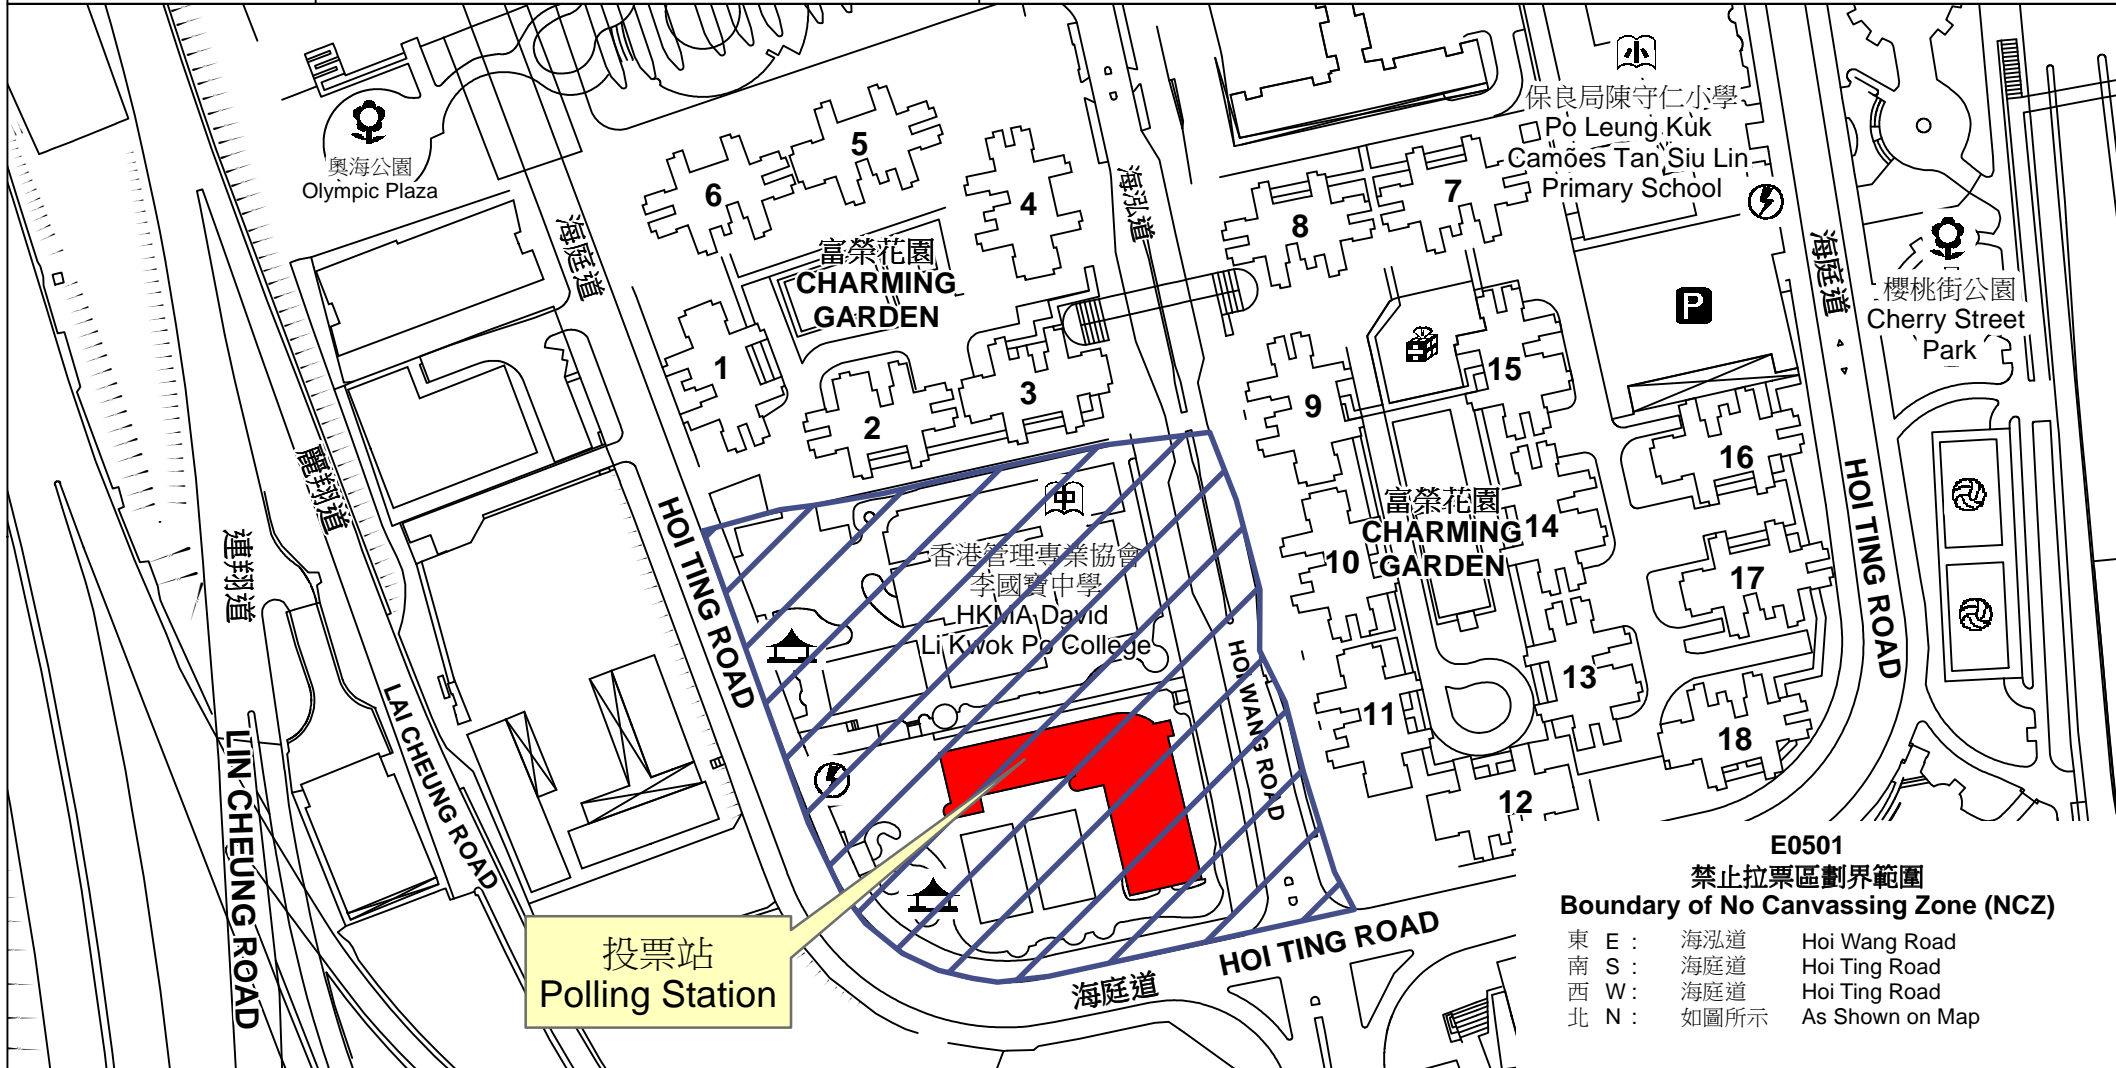 小
保良局陳守仁小學
Po Leung Kuk
Camões Tan Siu Lin
Primary School
奧海公園
Olympic Plaza
5
6
4
7
8
海泓道
海庭道
海庭道
富榮花園
CHARMING
GARDEN
P
櫻桃街公園
Cherry Street
Park
1
2
3
9
15
16
麗翔道
連翔道
HOI TING ROAD
HOI TING ROAD
中
香港管理專業協會
李國寶中學
HKMA David
Li Kwok Po College
富榮花園
CHARMING
GARDEN
10
14
17
13
11
18
12
HOI WANG ROAD
LAI CHEUNG ROAD
LIN CHEUNG ROAD
投票站
Polling Station
海庭道
HOI TING ROAD
E0501
禁止拉票區劃界範圍
Boundary of No Canvassing Zone (NCZ)
東 E : 海泓道 Hoi Wang Road
南 S : 海庭道 Hoi Ting Road
西 W : 海庭道 Hoi Ting Road
北 N : 如圖所示 As Shown on Map